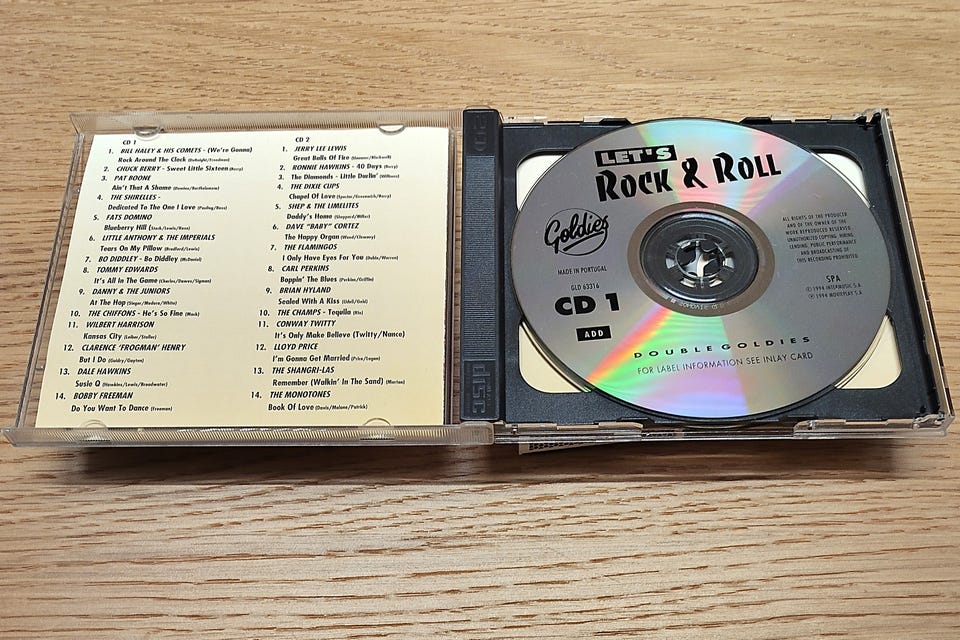 CD 1
1. BILL HALEY & HIS COMETS - (We're Gonna)
Rock Around The Clock (DeKnight/Freedman)
2. CHUCK BERRY - Sweet Little Sixteen (Berry)
3. PAT BOONE
Ain't That A Shame (Domino/Bartholomew)
4. THE SHIRELLES -
Dedicated To The One I Love (Pauling/Bass)
5. FATS DOMINO
Blueberry Hill (Stock/Lewis/Rose)
6. LITTLE ANTHONY & THE IMPERIALS
Tears On My Pillow (Bradford/Lewis)
7. BO DIDDLEY - Bo Diddley (McDaniel)
8. TOMMY EDWARDS
It's All In The Game (Charles/Dawes/Sigman)
9. DANNY & THE JUNIORS
At The Hop (Singer/Medora/White)
10. THE CHIFFONS - He's So Fine (Mack)
11. WILBERT HARRISON
Kansas City (Leiber/Stoller)
12. CLARENCE 'FROGMAN' HENRY
But I Do (Guidry/Gayten)
13. DALE HAWKINS
Susie Q (Hawkins/Lewis/Broadwater)
14. BOBBY FREEMAN
Do You Want To Dance (Freeman)
CD 2
1. JERRY LEE LEWIS
Great Balls Of Fire (Hammer/Blackwell)
2. RONNIE HAWKINS - 40 Days (Berry)
3. The Diamonds - Little Darlin' (Williams)
4. THE DIXIE CUPS
Chapel Of Love (Spector/Greenwich/Barry)
5. SHEP & THE LIMELITES
Daddy's Home (Sheppard/Miller)
6. DAVE "BABY" CORTEZ
The Happy Organ (Wood/Clowney)
7. THE FLAMINGOS
I Only Have Eyes For You (Dubin/Warren)
8. CARL PERKINS
Boppin' The Blues (Perkins/Griffin)
9. BRIAN HYLAND
Sealed With A Kiss (Udell/Geld)
10. THE CHAMPS - Tequila (Rio)
11. CONWAY TWITTY
It's Only Make Believe (Twitty/Nance)
12. LLOYD PRICE
I'm Gonna Get Married (Price/Logan)
13. THE SHANGRI-LAS
Remember (Walkin' In The Sand) (Morton)
14. THE MONOTONES
Book Of Love (Davis/Malone/Patrick)
disc
LET'S
ROCK & ROLL
Goldies
MADE IN PORTUGAL
GLD 63316
CD 1
ADD
ALL RIGHTS OF THE PRODUCER
AND OF THE OWNER OF THE
WORK REPRODUCED RESERVED
UNAUTHORIZED COPYING, HIRING,
LENDING, PUBLIC PERFORMANCE
AND BROADCASTING OF
THIS RECORDING PROHIBITED
SPA
℗ 1994 INTERMUSIC S.A.
© 1994 MOVIEPLAY S.A.
DOUBLEGOLDIES
FOR LABEL INFORMATION SEE INLAY CARD